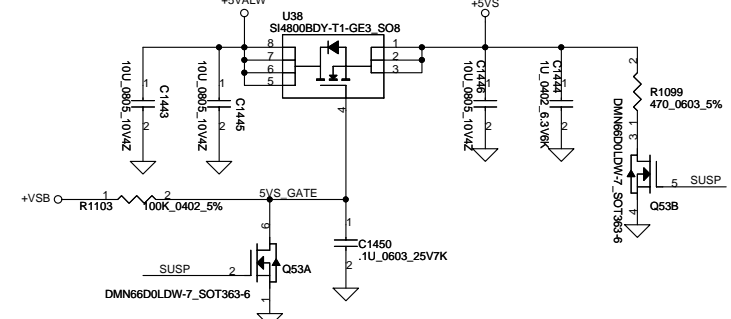 +5VALW
+5VS
U38
SI4800BDY-T1-GE3_SO8
8
7
6
5
1
2
3
4
1
2
C1443
10U_0805_10V4Z
1
2
C1445
10U_0805_10V4Z
1
2
C1446
10U_0805_10V4Z
1
2
C1444
1U_0402_6.3V6K
2
1
R1099
470_0603_5%
3
4
5
SUSP
Q53B
DMN66D0LDW-7_SOT363-6
+VSB
1
2
R1103
100K_0402_5%
5VS_GATE
6
1
2
SUSP
Q53A
DMN66D0LDW-7_SOT363-6
1
2
C1450
.1U_0603_25V7K